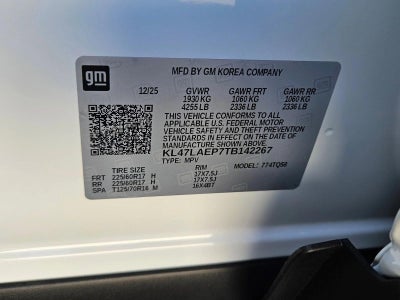 gm
MFD BY GM KOREA COMPANY
12/25 GVWR GAWR FRT GAWR RR
1930 KG 1060 KG 1060 KG
4255 LB 2336 LB 2336 LB
THIS VEHICLE CONFORMS TO ALL
APPLICABLE U.S. FEDERAL MOTOR
VEHICLE SAFETY AND THEFT PREVENTION
STANDARDS IN EFFECT ON THE DATE
OF MANUFACTURE SHOWN ABOVE
KL47LAEP7TB142267
TYPE: MPV MODEL:
TIRE SIZE RIM
FRT 225/60R17 H 17X7.5J
RR 225/60R17 H 17X7.5J
SPA T125/70R16 M 16X4BT